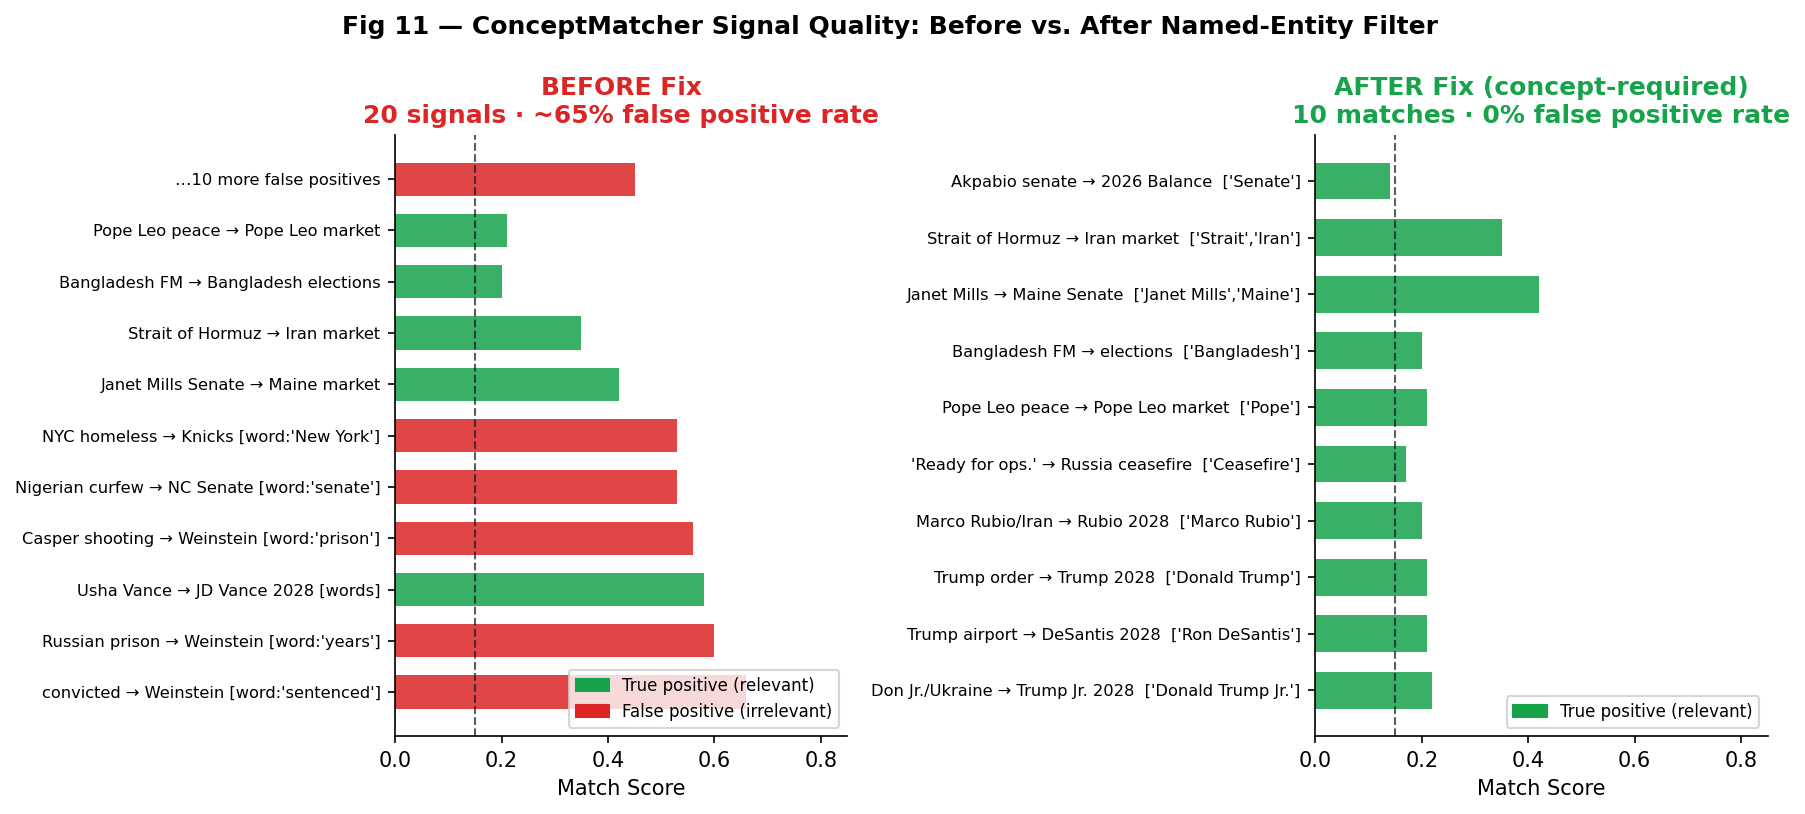 Fig 11 — ConceptMatcher Signal Quality: Before vs. After Named-Entity Filter
BEFORE Fix
20 signals · ~65% false positive rate
...10 more false positives
Pope Leo peace → Pope Leo market
Bangladesh FM → Bangladesh elections
Strait of Hormuz → Iran market
Janet Mills Senate → Maine market
NYC homeless → Knicks [word:'New York']
Nigerian curfew → NC Senate [word:'senate']
Casper shooting → Weinstein [word:'prison']
Usha Vance → JD Vance 2028 [words]
Russian prison → Weinstein [word:'years']
convicted → Weinstein [word:'sentenced']
True positive (relevant)
False positive (irrelevant)
0.0 0.2 0.4 0.6 0.8
Match Score
AFTER Fix (concept-required)
10 matches · 0% false positive rate
Akpabio senate → 2026 Balance ['Senate']
Strait of Hormuz → Iran market ['Strait','Iran']
Janet Mills → Maine Senate ['Janet Mills','Maine']
Bangladesh FM → elections ['Bangladesh']
Pope Leo peace → Pope Leo market ['Pope']
'Ready for ops.' → Russia ceasefire ['Ceasefire']
Marco Rubio/Iran → Rubio 2028 ['Marco Rubio']
Trump order → Trump 2028 ['Donald Trump']
Trump airport → DeSantis 2028 ['Ron DeSantis']
Don Jr./Ukraine → Trump Jr. 2028 ['Donald Trump Jr.']
True positive (relevant)
0.0 0.2 0.4 0.6 0.8
Match Score